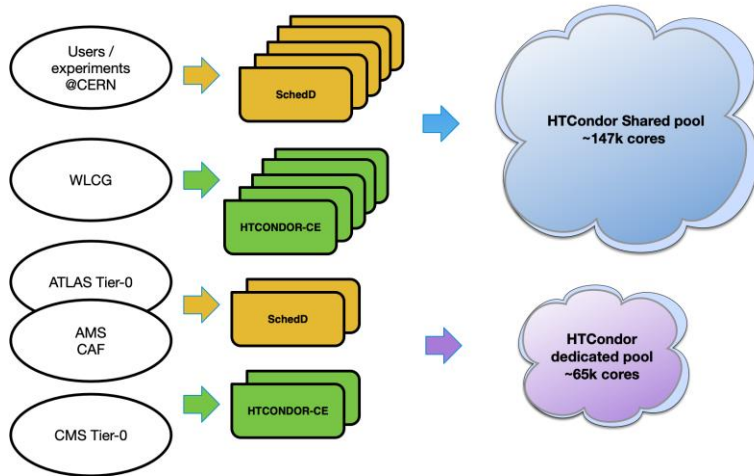 Users /
experiments
@CERN
SchedD
HTCondor Shared pool
~147k cores
WLCG
HTCONDOR-CE
ATLAS Tier-0
SchedD
AMS
CAF
HTCondor
dedicated pool
~65k cores
HTCONDOR-CE
CMS Tier-0